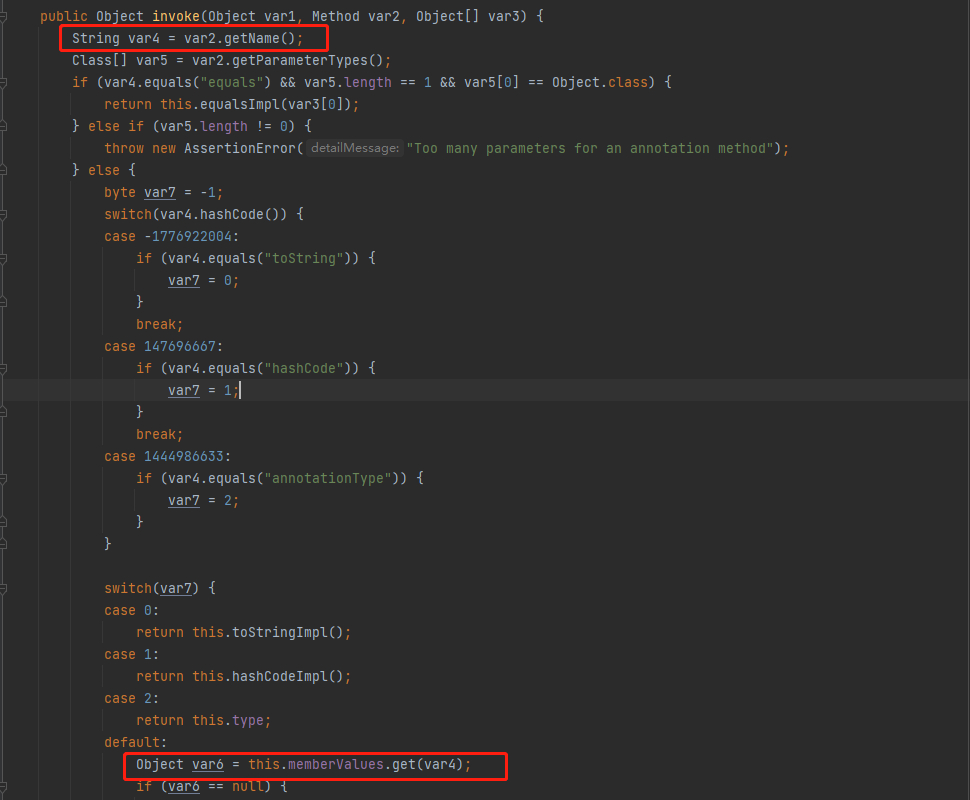 public Object invoke(Object var1, Method var2, Object[] var3) {
String var4 = var2.getName();
Class[] var5 = var2.getParameterTypes();
if (var4.equals("equals") && var5.length == 1 && var5[0] == Object.class) {
return this.equalsImpl(var3[0]);
} else if (var5.length != 0) {
throw new AssertionError( detailMessage: "Too many parameters for an annotation method");
} else {
byte var7 = -1;
switch(var4.hashCode()) {
case -1776922004:
if (var4.equals("toString")) {
var7 = 0;
}
break;
case 147696667:
if (var4.equals("hashCode")) {
var7 = 1;
}
break;
case 1444986633:
if (var4.equals("annotationType")) {
var7 = 2;
}
}
switch(var7) {
case 0:
return this.toStringImpl();
case 1:
return this.hashCodeImpl();
case 2:
return this.type;
default:
Object var6 = this.memberValues.get(var4);
if (var6 == null) {